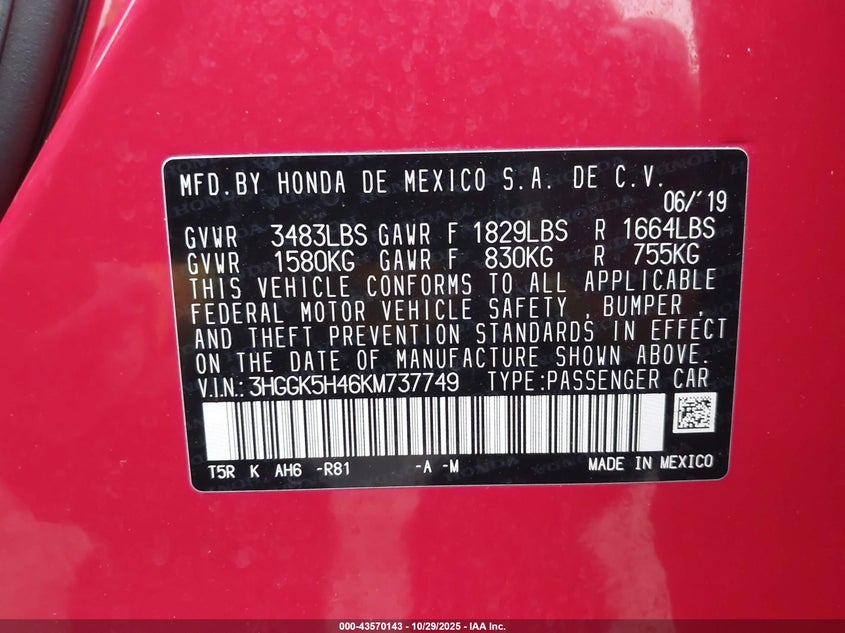 MFD.BY HONDA DE MEXICO S.A. DE C.V.
06/'19
GVWR 3483LBS GAWR F 1829LBS R 1664LBS
GVWR 1580KG GAWR F 830KG R 755KG
THIS VEHICLE CONFORMS TO ALL APPLICABLE
FEDERAL MOTOR VEHICLE SAFETY , BUMPER ,
AND THEFT PREVENTION STANDARDS IN EFFECT
ON THE DATE OF MANUFACTURE SHOWN ABOVE.
V.I.N.:3HGGK5H46KM737749 TYPE:PASSENGER CAR
T5R K AH6 -R81 -A -M MADE IN MEXICO
000-43570143 | 10/29/2025 - IAA Inc.